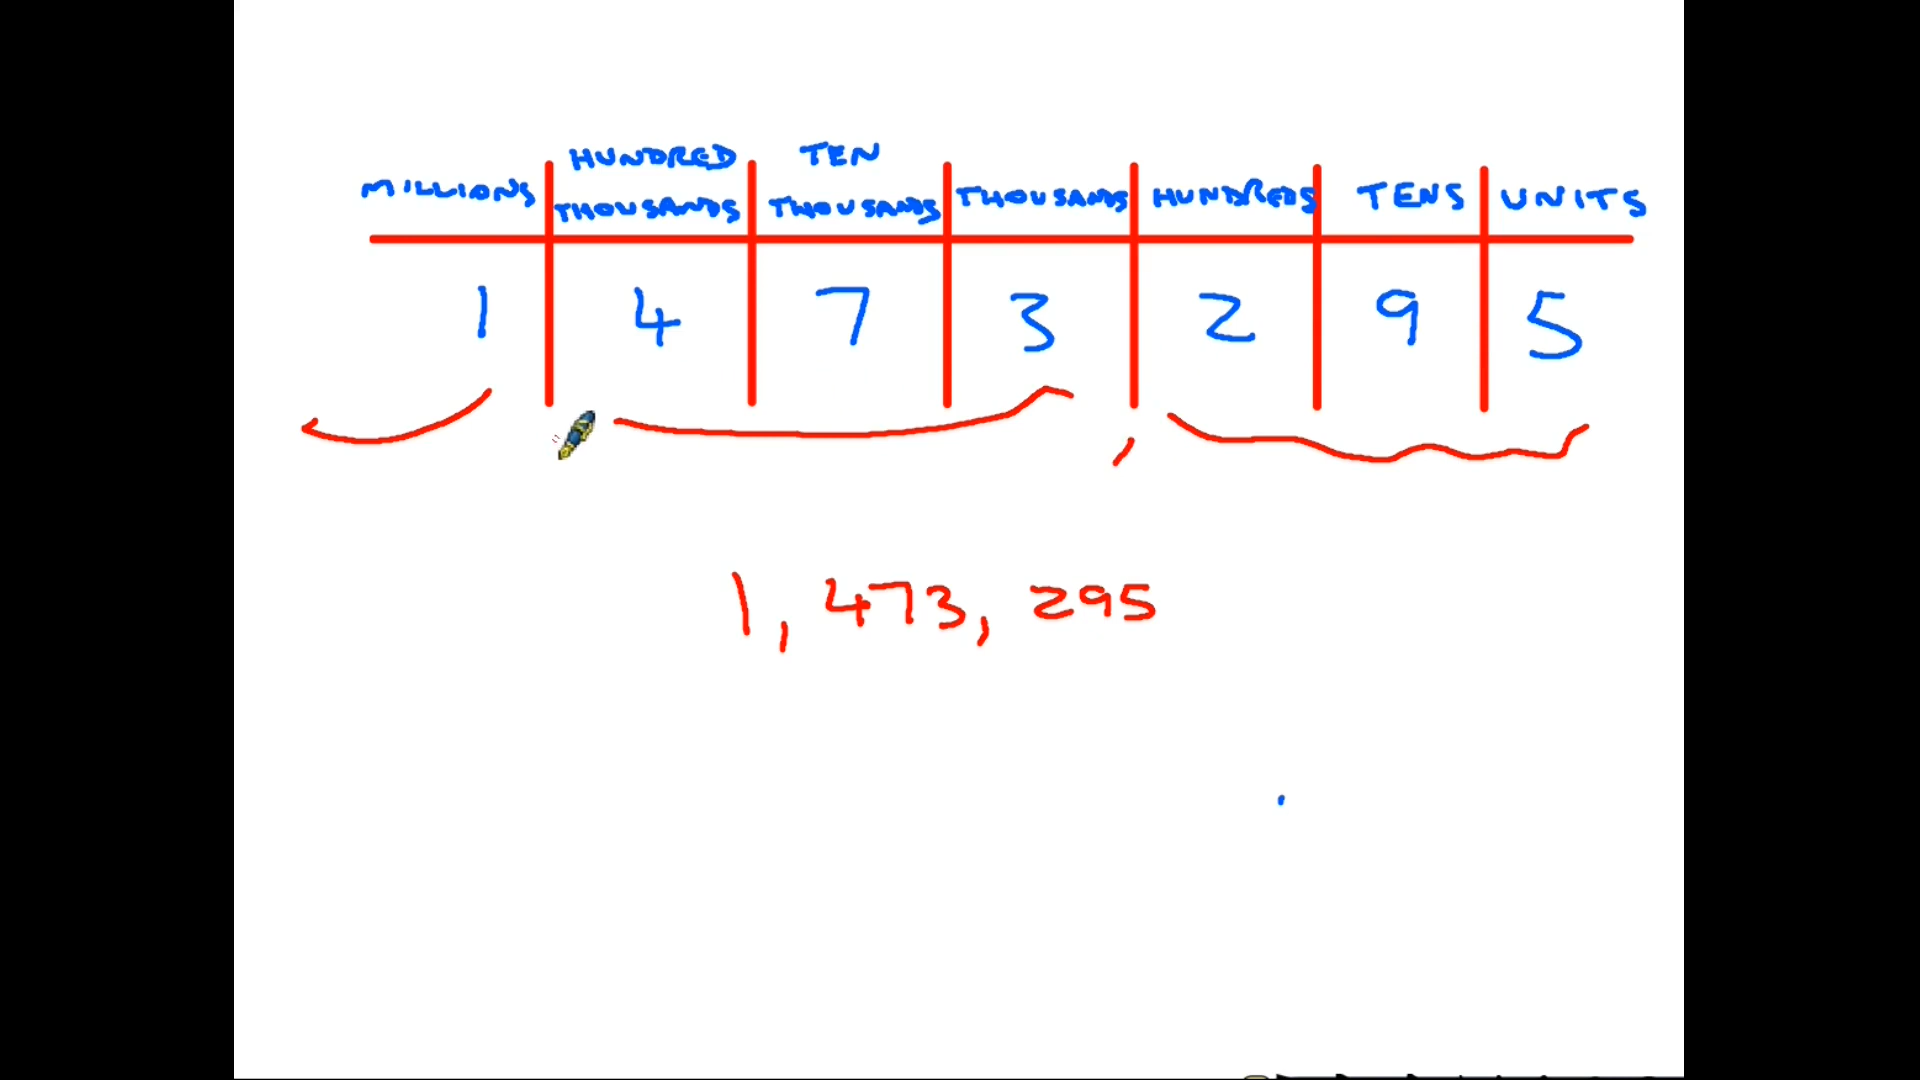 MILLIONS HUNDRED THOUSANDS TEN THOUSANDS THOUSANDS HUNDREDS TENS UNITS
1 4 7 3 2 9 5
,
1, 473, 295